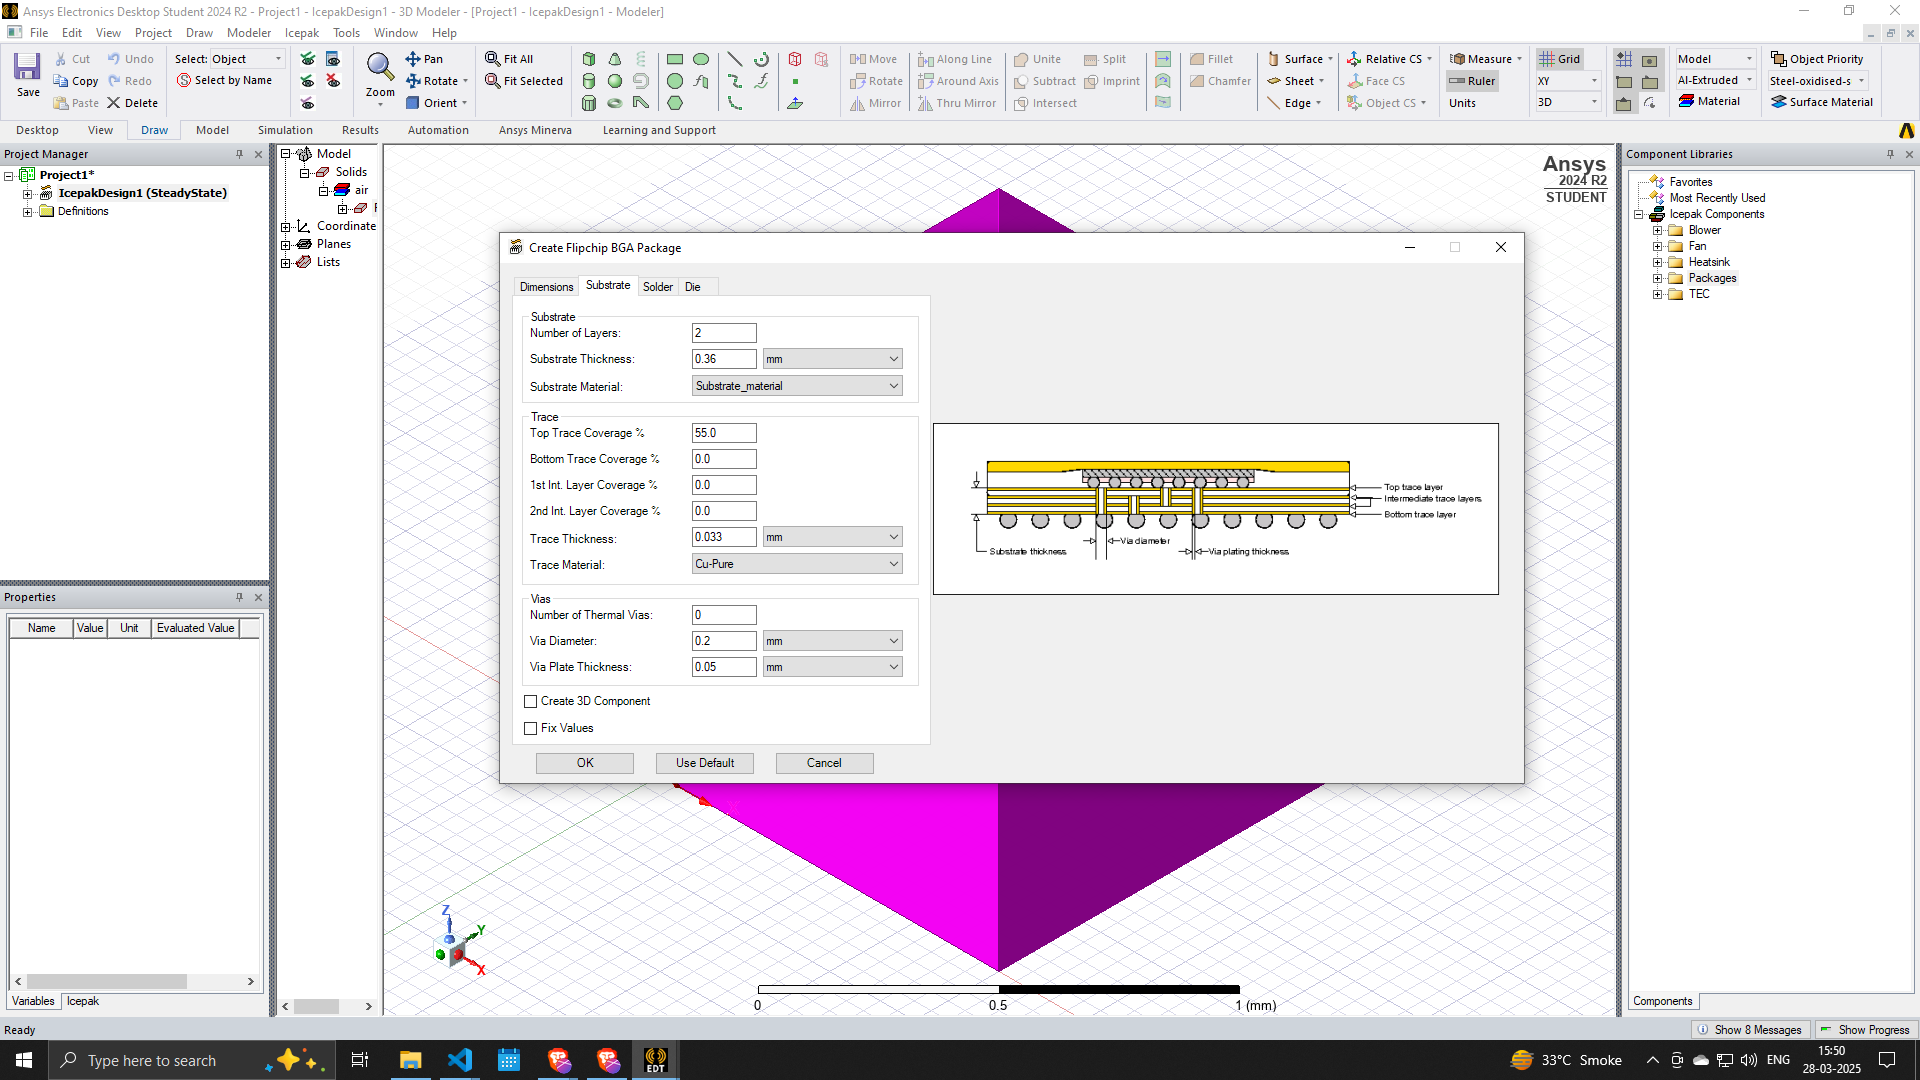 Ansys Electronics Desktop Student 2024 R2 - Project1 - IcepakDesign1 - 3D Modeler - [Project1 - IcepakDesign1 - Modeler]
File Edit View Project Draw Modeler Icepak Tools Window Help
Save
Cut
Copy
Paste
Undo
Redo
Delete
Select: Object
Select by Name
Zoom
Pan
Rotate
Orient
Fit All
Fit Selected
Move
Rotate
Mirror
Along Line
Around Axis
Thru Mirror
Unite
Subtract
Intersect
Split
Imprint
Fillet
Chamfer
Surface
Sheet
Edge
Relative CS
Face CS
Object CS
Measure
Ruler
Units
Grid
XY
3D
Model
Al-Extruded
Material
Object Priority
Steel-oxidised-s
Surface Material
Desktop View Draw Model Simulation Results Automation Ansys Minerva Learning and Support
Project Manager
Project1*
IcepakDesign1 (SteadyState)
Definitions
Properties
Name Value Unit Evaluated Value
Variables Icepak
Model
Solids
air
Coordinate
Planes
Lists
Ansys
2024 R2
STUDENT
Create Flipchip BGA Package
Dimensions Substrate Solder Die
Substrate
Number of Layers: 2
Substrate Thickness: 0.36 mm
Substrate Material: Substrate_material
Trace
Top Trace Coverage % 55.0
Bottom Trace Coverage % 0.0
1st Int. Layer Coverage % 0.0
2nd Int. Layer Coverage % 0.0
Trace Thickness: 0.033 mm
Trace Material: Cu-Pure
Vias
Number of Thermal Vias: 0
Via Diameter: 0.2 mm
Via Plate Thickness: 0.05 mm
Create 3D Component
Fix Values
OK Use Default Cancel
Top trace layer
Intermediate trace layers
Bottom trace layer
Via diameter
Substrate thickness
Via plating thickness
Z
Y
X
0 0.5 1 (mm)
Component Libraries
Favorites
Most Recently Used
Icepak Components
Blower
Fan
Heatsink
Packages
TEC
Components
Ready
Show 8 Messages Show Progress
Type here to search
EDT
33°C Smoke
ENG
15:50
28-03-2025